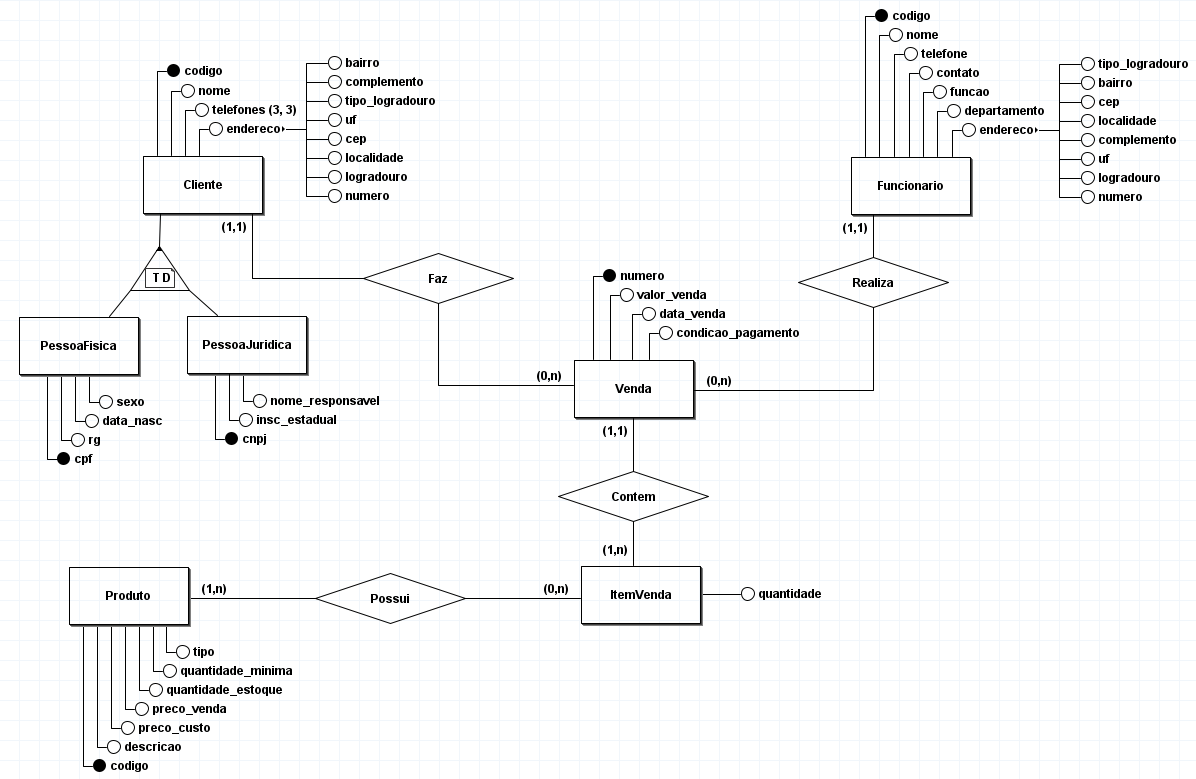 codigo
nome
telefones (3, 3)
endereco
bairro
complemento
tipo_logradouro
uf
cep
localidade
logradouro
numero
Cliente
(1,1)
T D
PessoaFisica
sexo
data_nasc
rg
cpf
PessoaJuridica
nome_responsavel
insc_estadual
cnpj
Faz
(0,n)
codigo
nome
telefone
contato
funcao
departamento
endereco
tipo_logradouro
bairro
cep
localidade
complemento
uf
logradouro
numero
Funcionario
(1,1)
Realiza
(0,n)
numero
valor_venda
data_venda
condicao_pagamento
Venda
(1,1)
Contem
(1,n)
ItemVenda
quantidade
(0,n)
Possui
(1,n)
Produto
tipo
quantidade_minima
quantidade_estoque
preco_venda
preco_custo
descricao
codigo